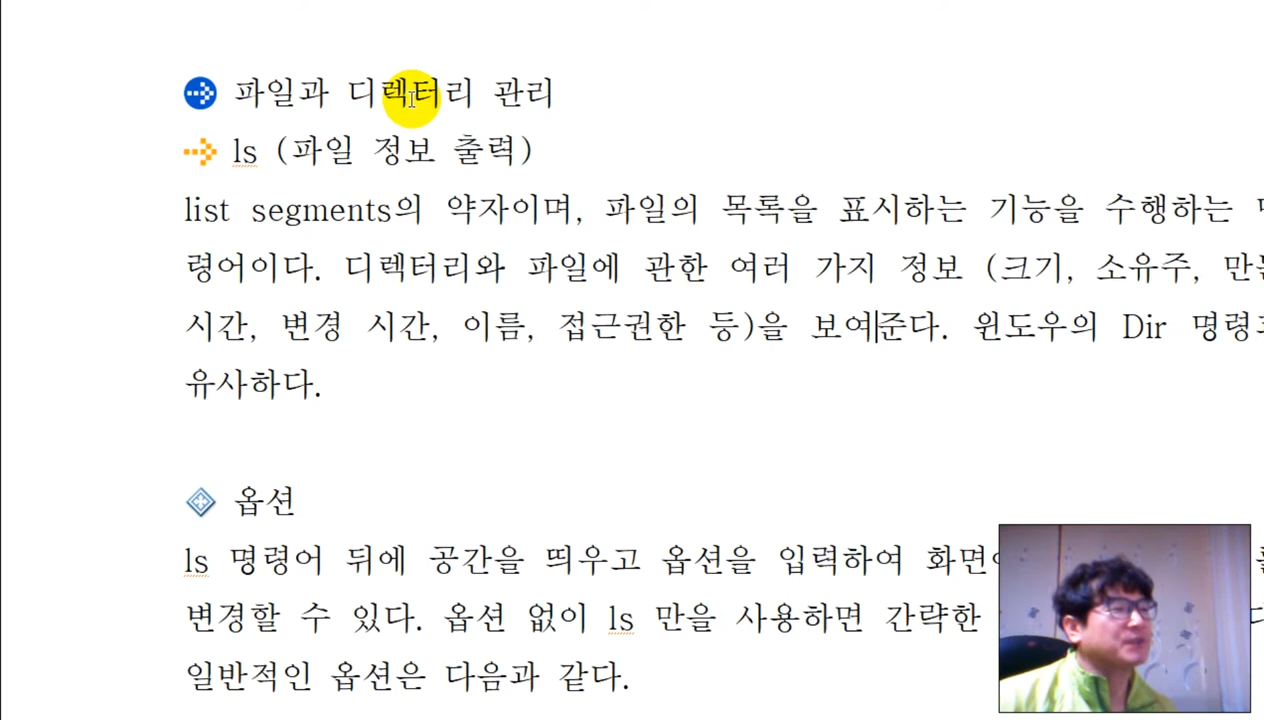 파일과 디렉터리 관리
ls (파일 정보 출력)
list segments의 약자이며, 파일의 목록을 표시하는 기능을 수행하는
령어이다. 디렉터리와 파일에 관한 여러 가지 정보 (크기, 소유주,
시간, 변경 시간, 이름, 접근권한 등)을 보여준다. 윈도우의 Dir
유사하다.
옵션
ls 명령어 뒤에 공간을 띄우고 옵션을 입력하여
변경할 수 있다. 옵션 없이 ls 만을 사용하면 간략한
일반적인 옵션은 다음과 같다.